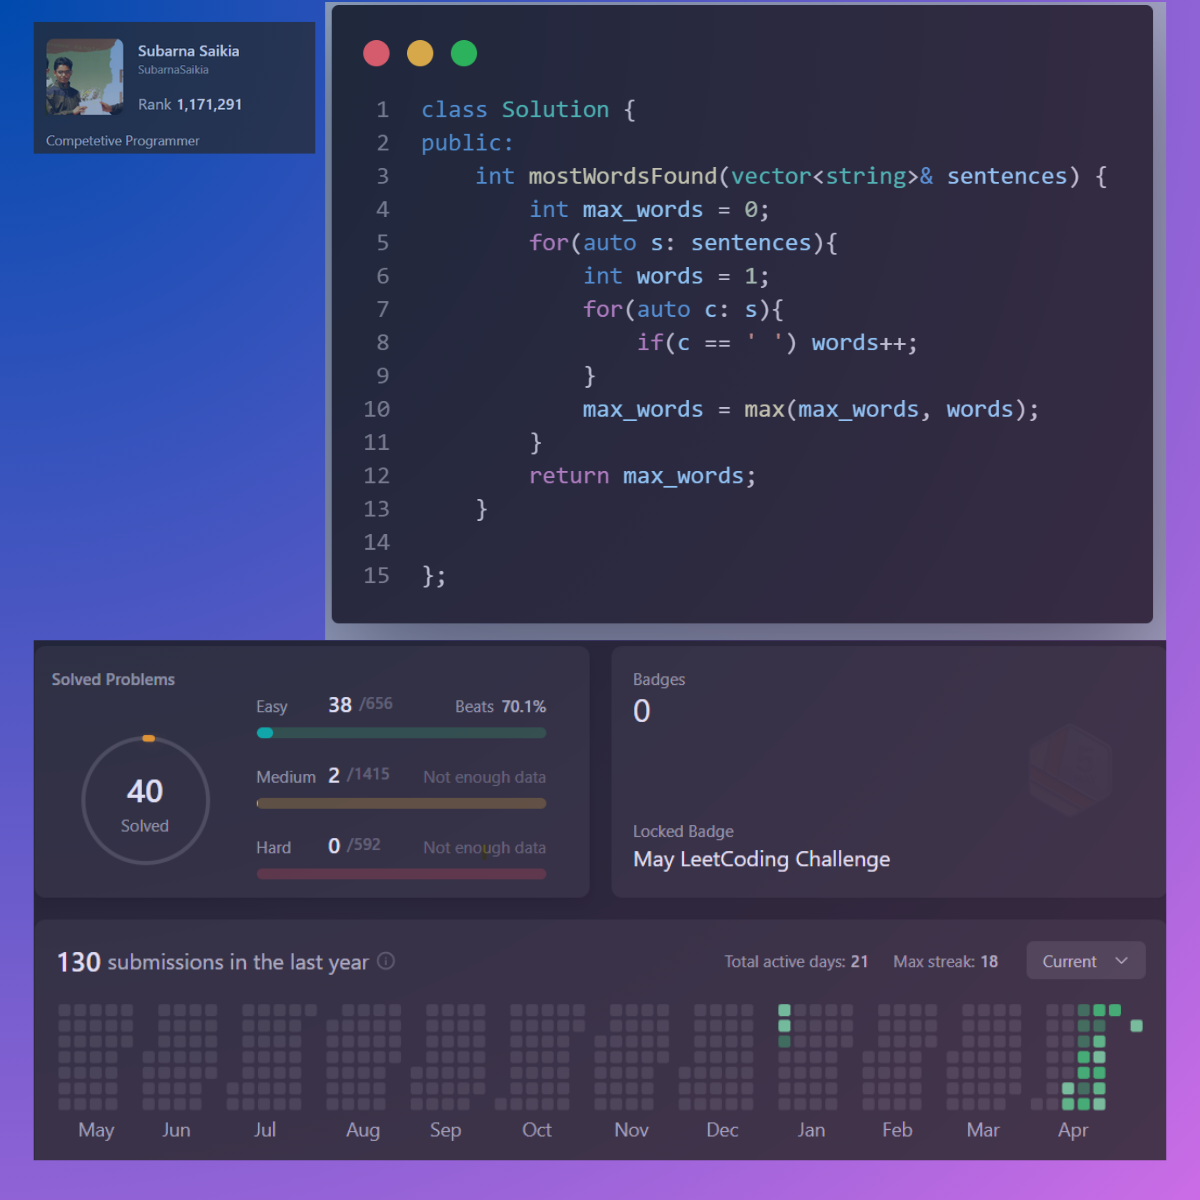 Subarna Saikia
SubarnaSaikia
Rank 1,171,291
Competetive Programmer
1 class Solution {
2 public:
3     int mostWordsFound(vector<string>& sentences) {
4         int max_words = 0;
5         for(auto s: sentences){
6             int words = 1;
7             for(auto c: s){
8                 if(c == ' ') words++;
9             }
10             max_words = max(max_words, words);
11         }
12         return max_words;
13     }
14
15 };
Solved Problems
40
Solved
Easy 38 /656 Beats 70.1%
Medium 2 /1415 Not enough data
Hard 0 /592 Not enough data
Badges
0
Locked Badge
May LeetCoding Challenge
130 submissions in the last year
Total active days: 21 Max streak: 18 Current
May Jun Jul Aug Sep Oct Nov Dec Jan Feb Mar Apr